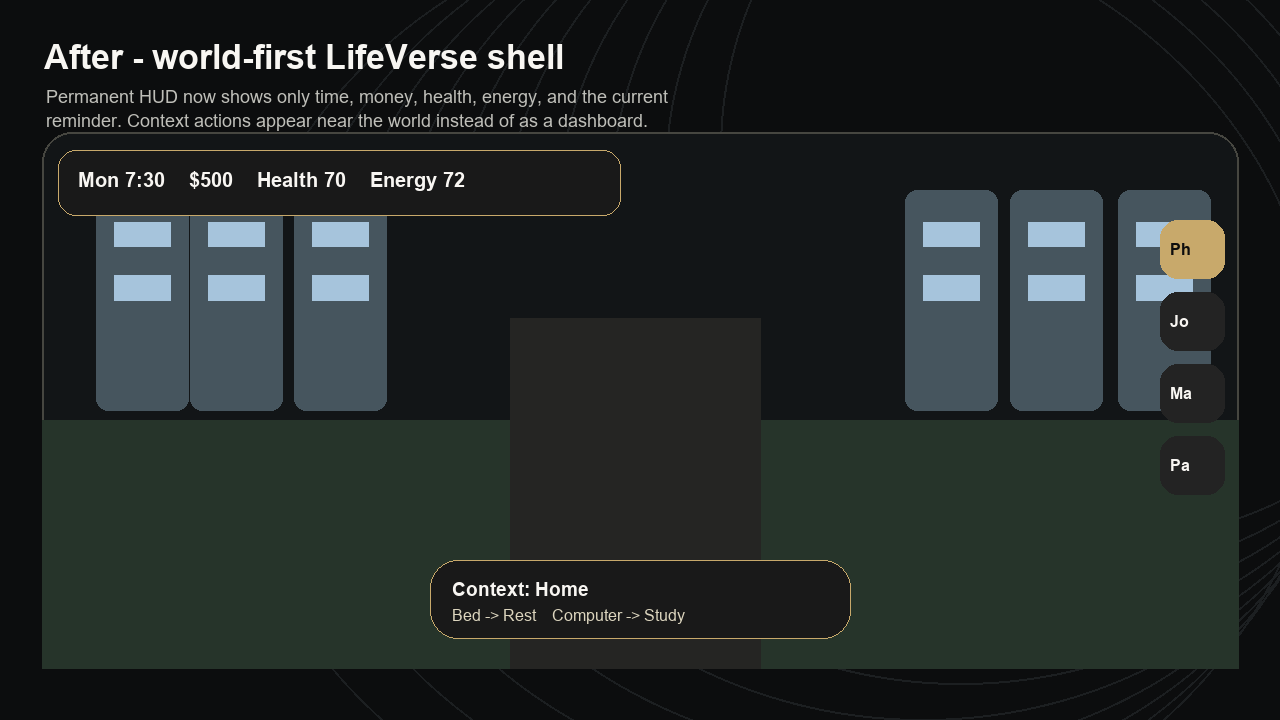 After - world-first LifeVerse shell
Permanent HUD now shows only time, money, health, energy, and the current
reminder. Context actions appear near the world instead of as a dashboard.
Mon 7:30 $500 Health 70 Energy 72
Ph
Jo
Ma
Pa
Context: Home
Bed -> Rest Computer -> Study